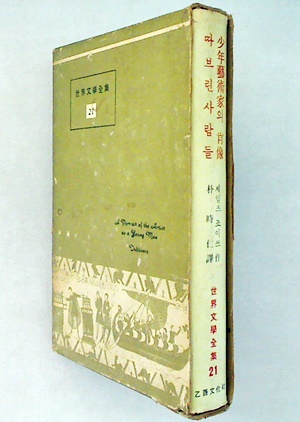 世界文學全集
21
A Portrait of the Artist
as a Young Man
Dubliners
少年藝術家의 肖像
따브린사람들
제임스 조이쓰 作
朴時仁 譯
世界文學全集
21
乙酉文化社